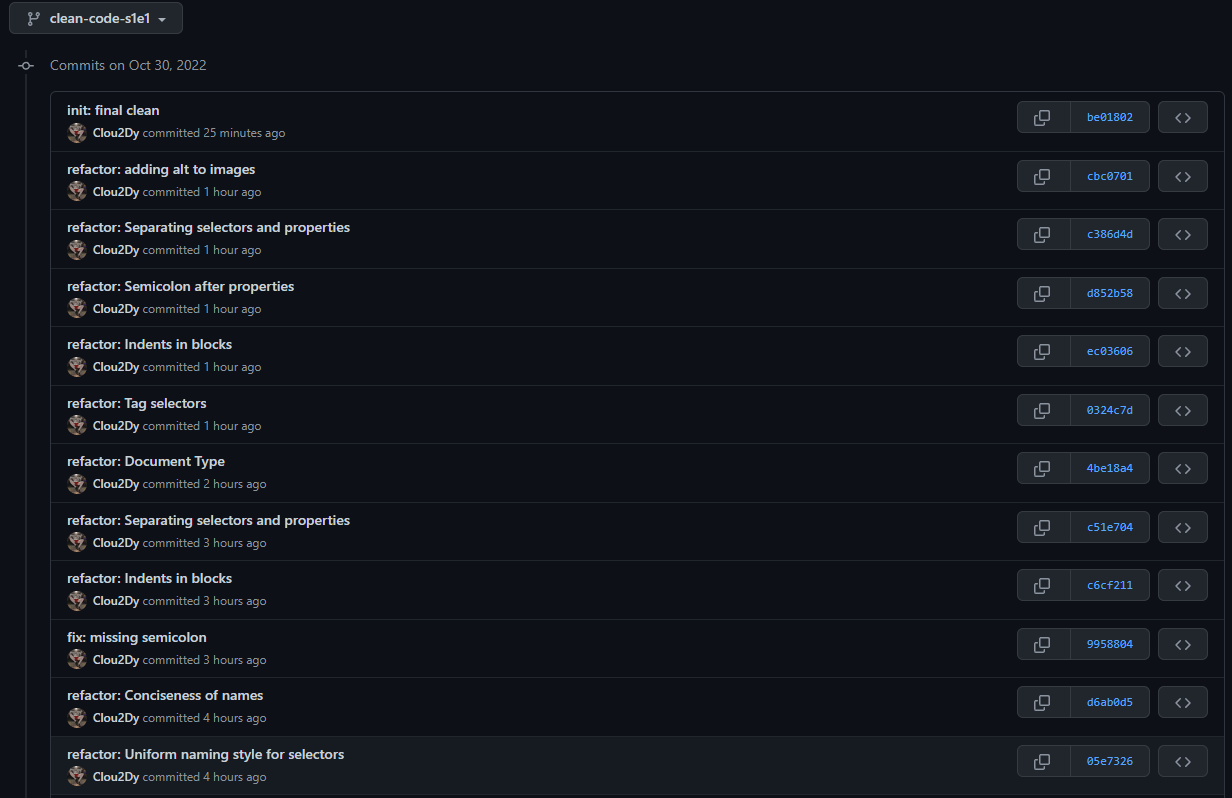 clean-code-s1e1
Commits on Oct 30, 2022
init: final clean
be01802
Clou2Dy committed 25 minutes ago
refactor: adding alt to images
cbc0701
Clou2Dy committed 1 hour ago
refactor: Separating selectors and properties
c386d4d
Clou2Dy committed 1 hour ago
refactor: Semicolon after properties
d852b58
Clou2Dy committed 1 hour ago
refactor: Indents in blocks
ec03606
Clou2Dy committed 1 hour ago
refactor: Tag selectors
0324c7d
Clou2Dy committed 1 hour ago
refactor: Document Type
4be18a4
Clou2Dy committed 2 hours ago
refactor: Separating selectors and properties
c51e704
Clou2Dy committed 3 hours ago
refactor: Indents in blocks
c6cf211
Clou2Dy committed 3 hours ago
fix: missing semicolon
9958804
Clou2Dy committed 3 hours ago
refactor: Conciseness of names
d6ab0d5
Clou2Dy committed 4 hours ago
refactor: Uniform naming style for selectors
05e7326
Clou2Dy committed 4 hours ago